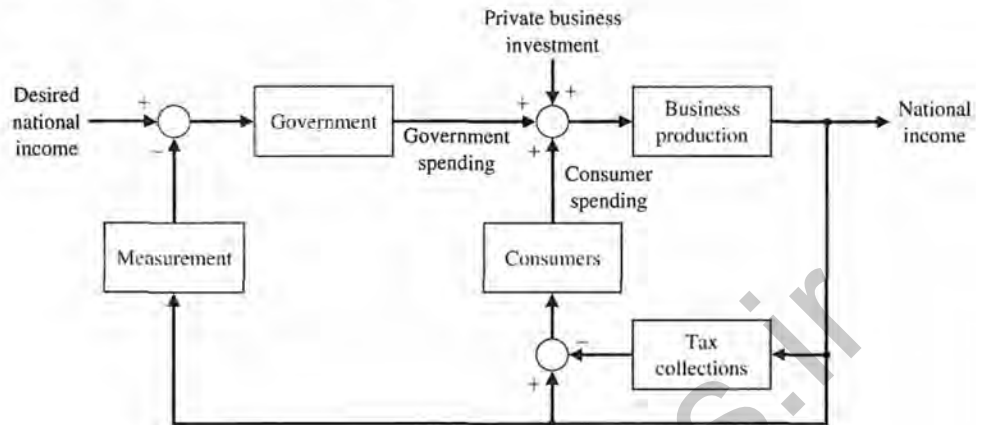 Private business
investment
Desired
national
income
+
−
Government
Government
spending
+
+
+
Business
production
National
income
Consumer
spending
Measurement
Consumers
−
+
Tax
collections
s.ir